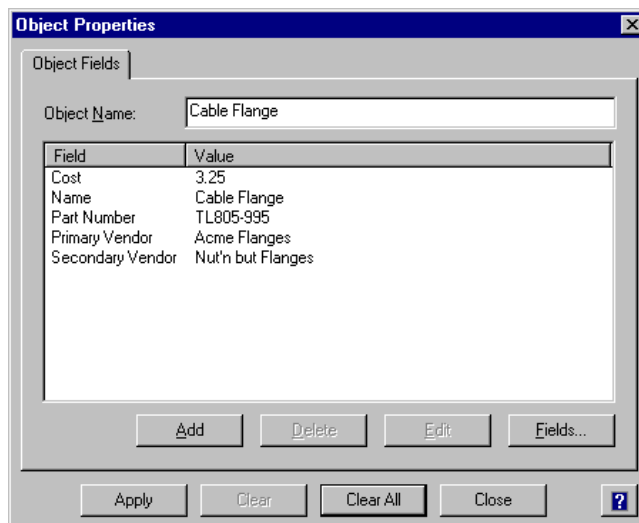 Object Properties
Object Fields
Object Name: Cable Flange
Field Value
Cost 3.25
Name Cable Flange
Part Number TL805-995
Primary Vendor Acme Flanges
Secondary Vendor Nut'n but Flanges
Add Delete Edit Fields...
Apply Clear Clear All Close ?